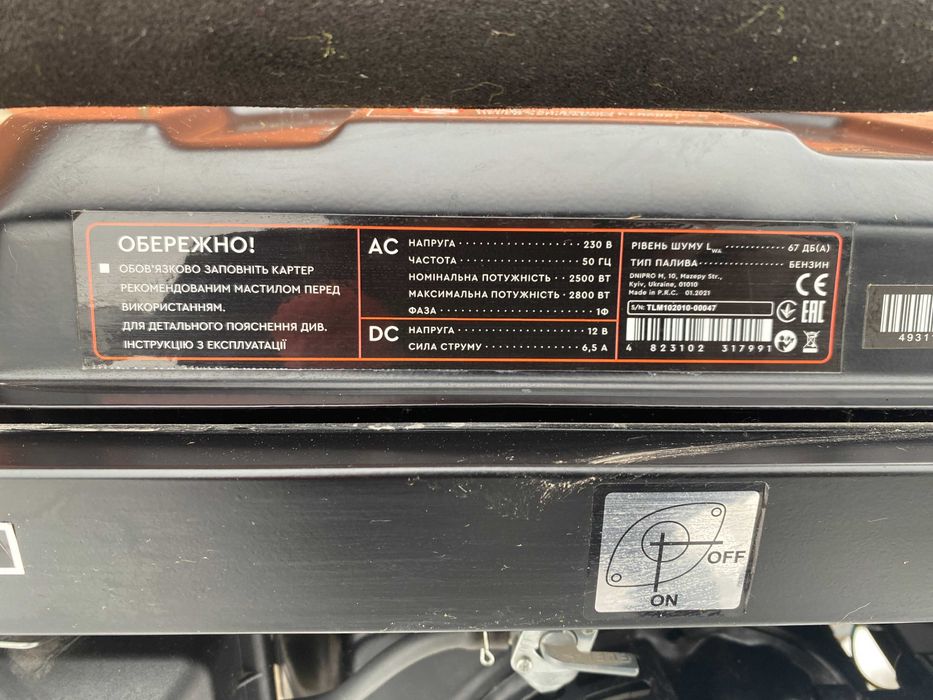 ОБЕРЕЖНО!
ОБОВ'ЯЗКОВО ЗАПОВНІТЬ КАРТЕР
РЕКОМЕНДОВАНИМ МАСТИЛОМ ПЕРЕД
ВИКОРИСТАННЯМ.
ДЛЯ ДЕТАЛЬНОГО ПОЯСНЕННЯ ДИВ.
ІНСТРУКЦІЮ З ЕКСПЛУАТАЦІЇ
AC
НАПРУГА 230 В
ЧАСТОТА 50 ГЦ
НОМІНАЛЬНА ПОТУЖНІСТЬ 2500 ВТ
МАКСИМАЛЬНА ПОТУЖНІСТЬ 2800 ВТ
ФАЗА 1Ф
DC
НАПРУГА 12 В
СИЛА СТРУМУ 6,5 А
РІВЕНЬ ШУМУ LWA 67 ДБ(А)
ТИП ПАЛИВА БЕНЗИН
DNIPRO M, 10, Mazepy Str.,
Kyiv, Ukraine, 01010
Made in P.R.C. 01.2021
CE
S/N: TLM102010-00047
EAC
4 823102 317991
4931
OFF
ON